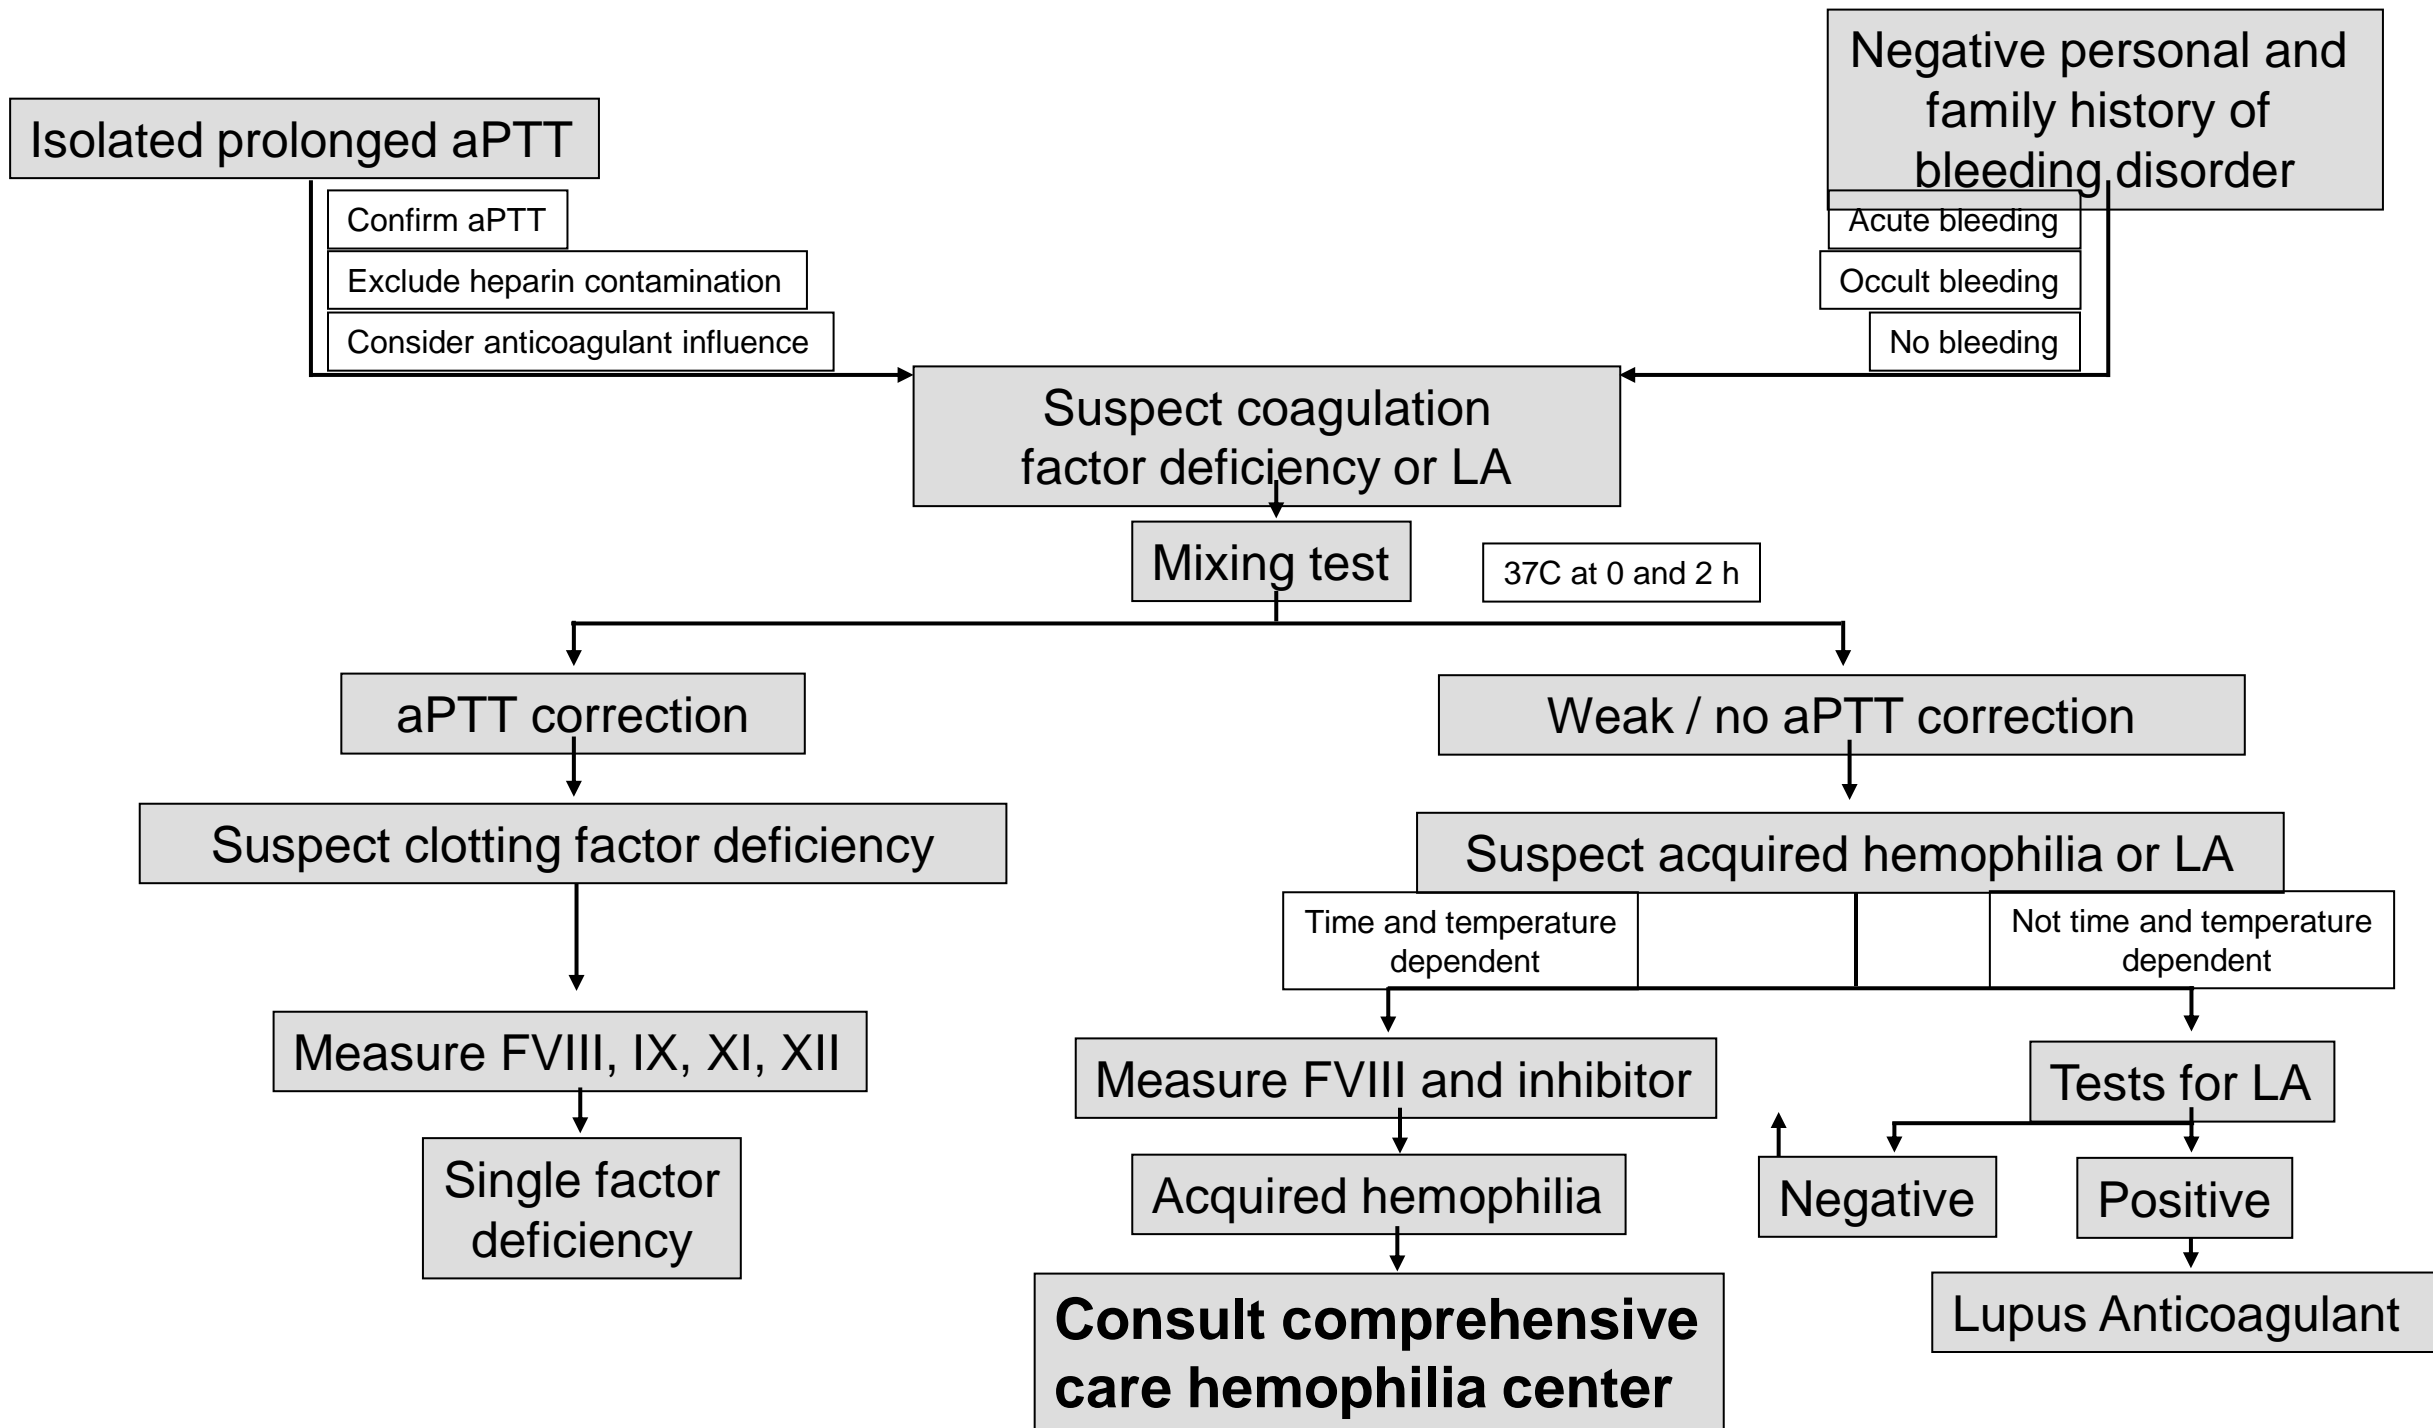 Negative personal and
family history of
bleeding disorder
Isolated prolonged aPTT
Confirm aPTT
Exclude heparin contamination
Consider anticoagulant influence
Acute bleeding
Occult bleeding
No bleeding
Suspect coagulation
factor deficiency or LA
Mixing test
37C at 0 and 2 h
aPTT correction
Weak / no aPTT correction
Suspect clotting factor deficiency
Suspect acquired hemophilia or LA
Time and temperature
dependent
Not time and temperature
dependent
Measure FVIII, IX, XI, XII
Measure FVIII and inhibitor
Tests for LA
Single factor
deficiency
Acquired hemophilia
Negative
Positive
Consult comprehensive
care hemophilia center
Lupus Anticoagulant